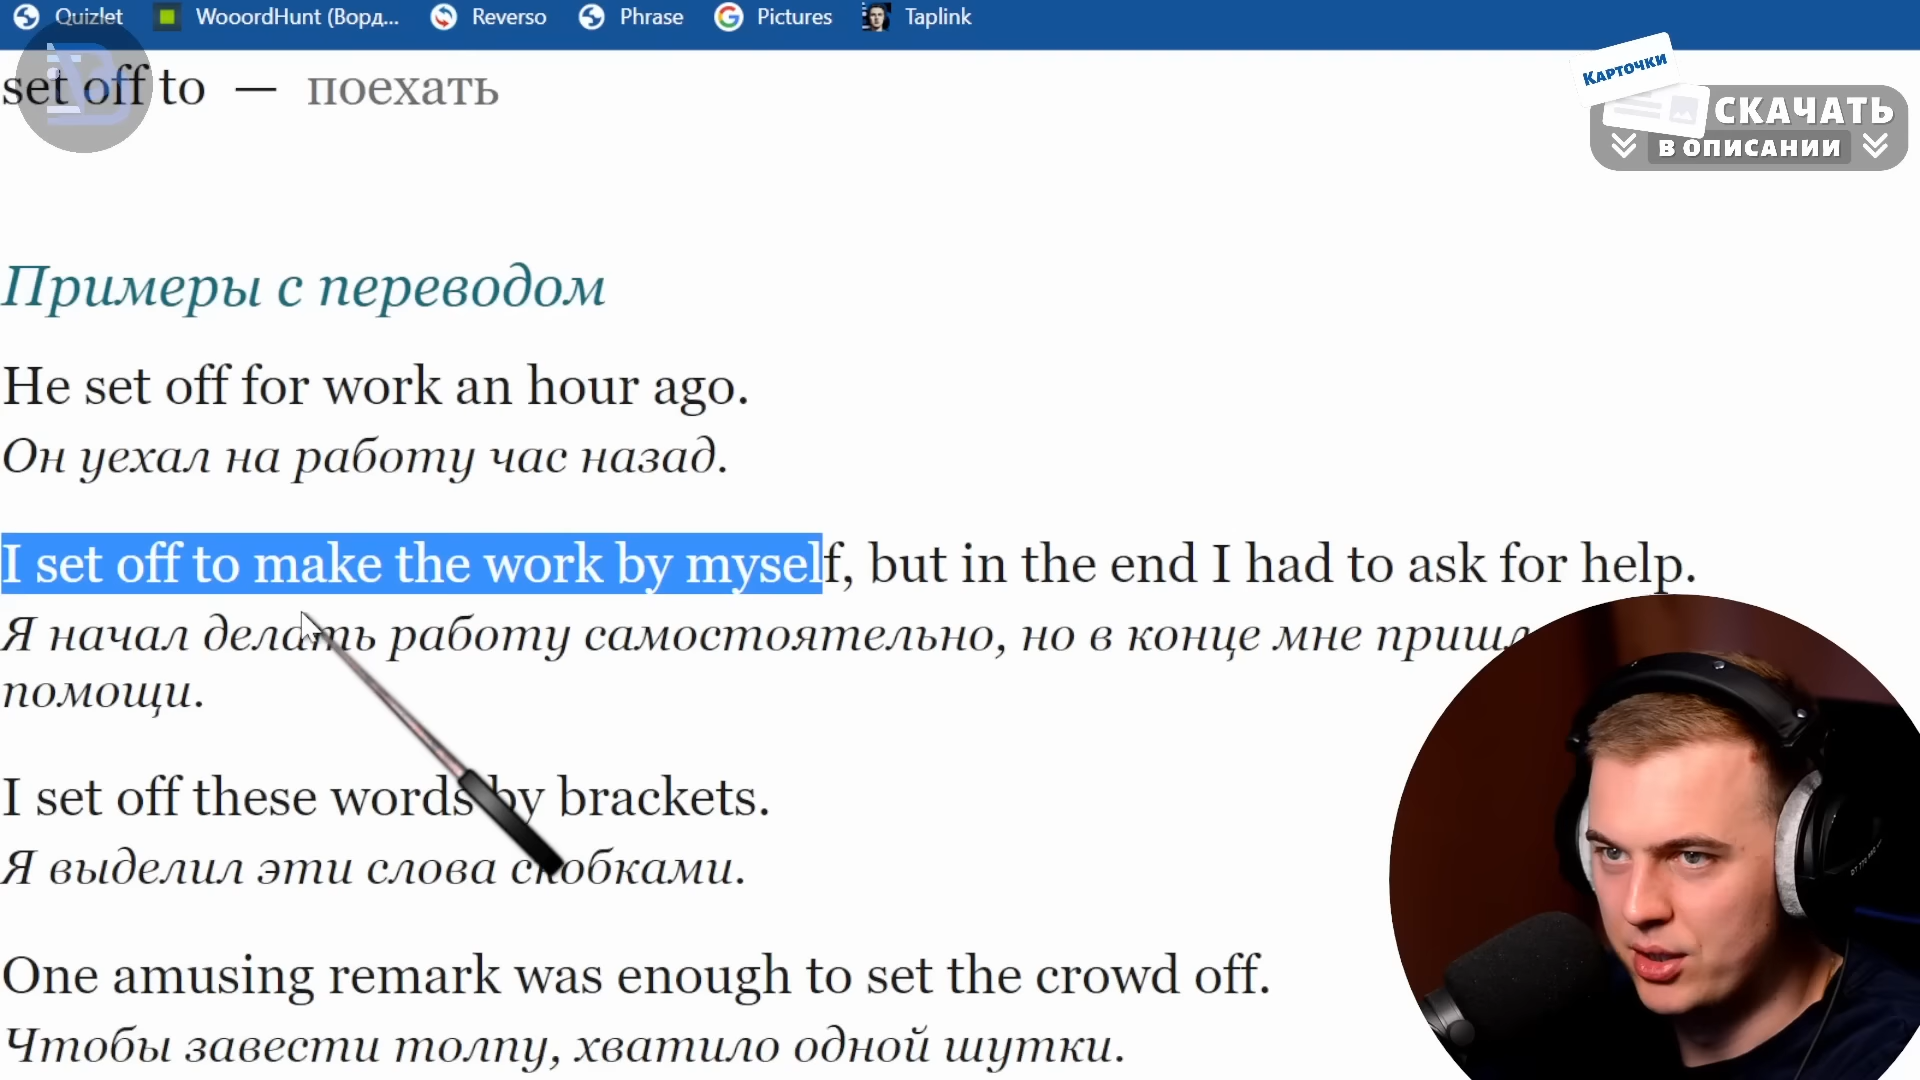 Quizlet WooordHunt (Ворд... Reverso Phrase Pictures Taplink
set off to — поехать
Карточки
СКАЧАТЬ
В ОПИСАНИИ
Примеры с переводом
He set off for work an hour ago.
Он уехал на работу час назад.
I set off to make the work by myself, but in the end I had to ask for help.
Я начал делать работу самостоятельно, но в конце мне
помощи.
I set off these words by brackets.
Я выделил эти слова скобками.
One amusing remark was enough to set the crowd off.
Чтобы завести толпу, хватило одной шутки.